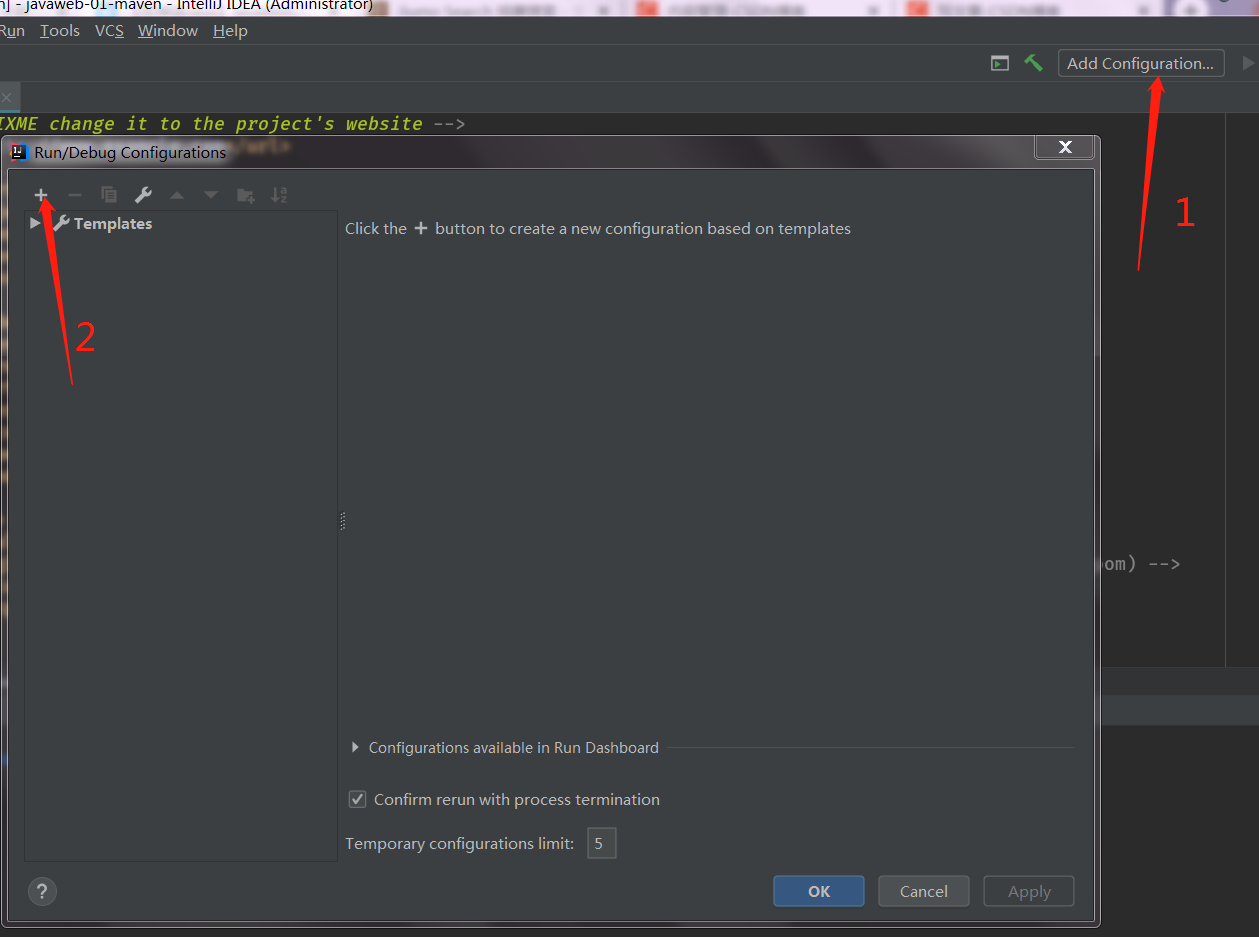 - javaweb-01-maven - IntelliJ IDEA (Administrator)
Run Tools VCS Window Help
Add Configuration...
1
IXME change it to the project's website -->
Run/Debug Configurations
X
Templates
Click the + button to create a new configuration based on templates
2
om) -->
Configurations available in Run Dashboard
Confirm rerun with process termination
Temporary configurations limit: 5
?
OK Cancel Apply